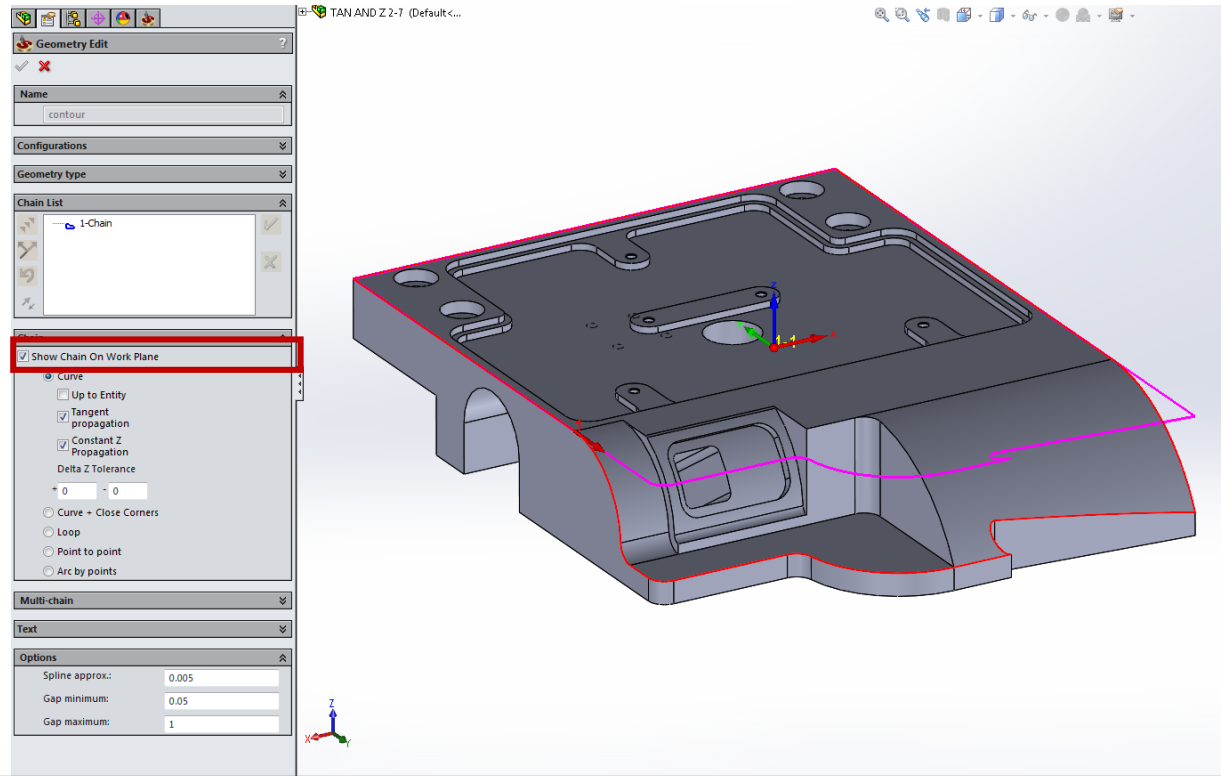 TAN AND Z 2-7 (Default<...
Geometry Edit
?
Name
contour
Configurations
Geometry type
Chain List
1-Chain
Chain
Show Chain On Work Plane
Curve
Up to Entity
Tangent
propagation
Constant Z
Propagation
Delta Z Tolerance
+ 0 - 0
Curve + Close Corners
Loop
Point to point
Arc by points
Multi-chain
Text
Options
Spline approx.: 0.005
Gap minimum: 0.05
Gap maximum: 1
Z
1-1
Z
X
Y